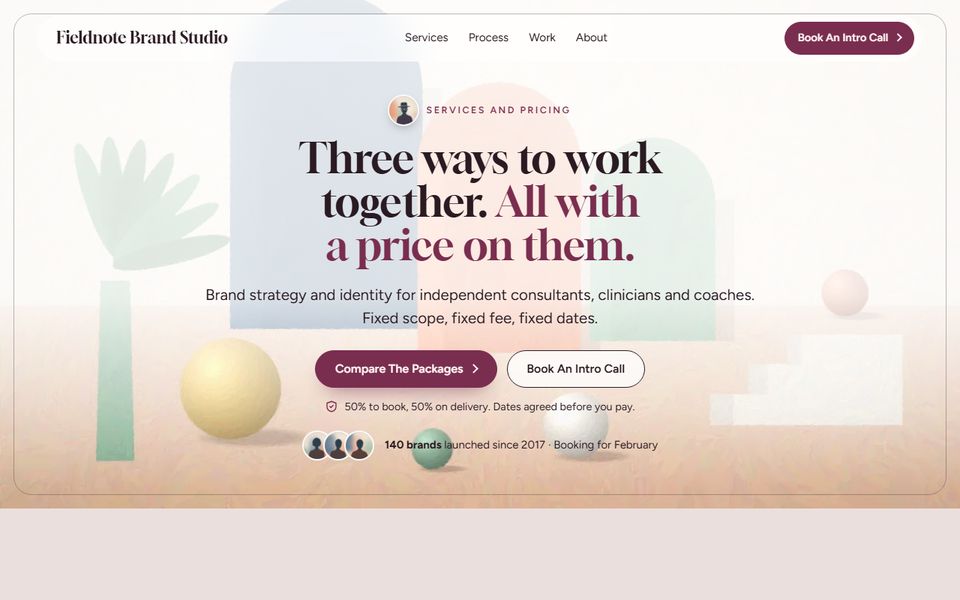 Fieldnote Brand Studio
Services
Process
Work
About
Book An Intro Call
SERVICES AND PRICING
Three ways to work
together. All with
a price on them.
Brand strategy and identity for independent consultants, clinicians and coaches.
Fixed scope, fixed fee, fixed dates.
Compare The Packages
Book An Intro Call
50% to book, 50% on delivery. Dates agreed before you pay.
140 brands launched since 2017 · Booking for February